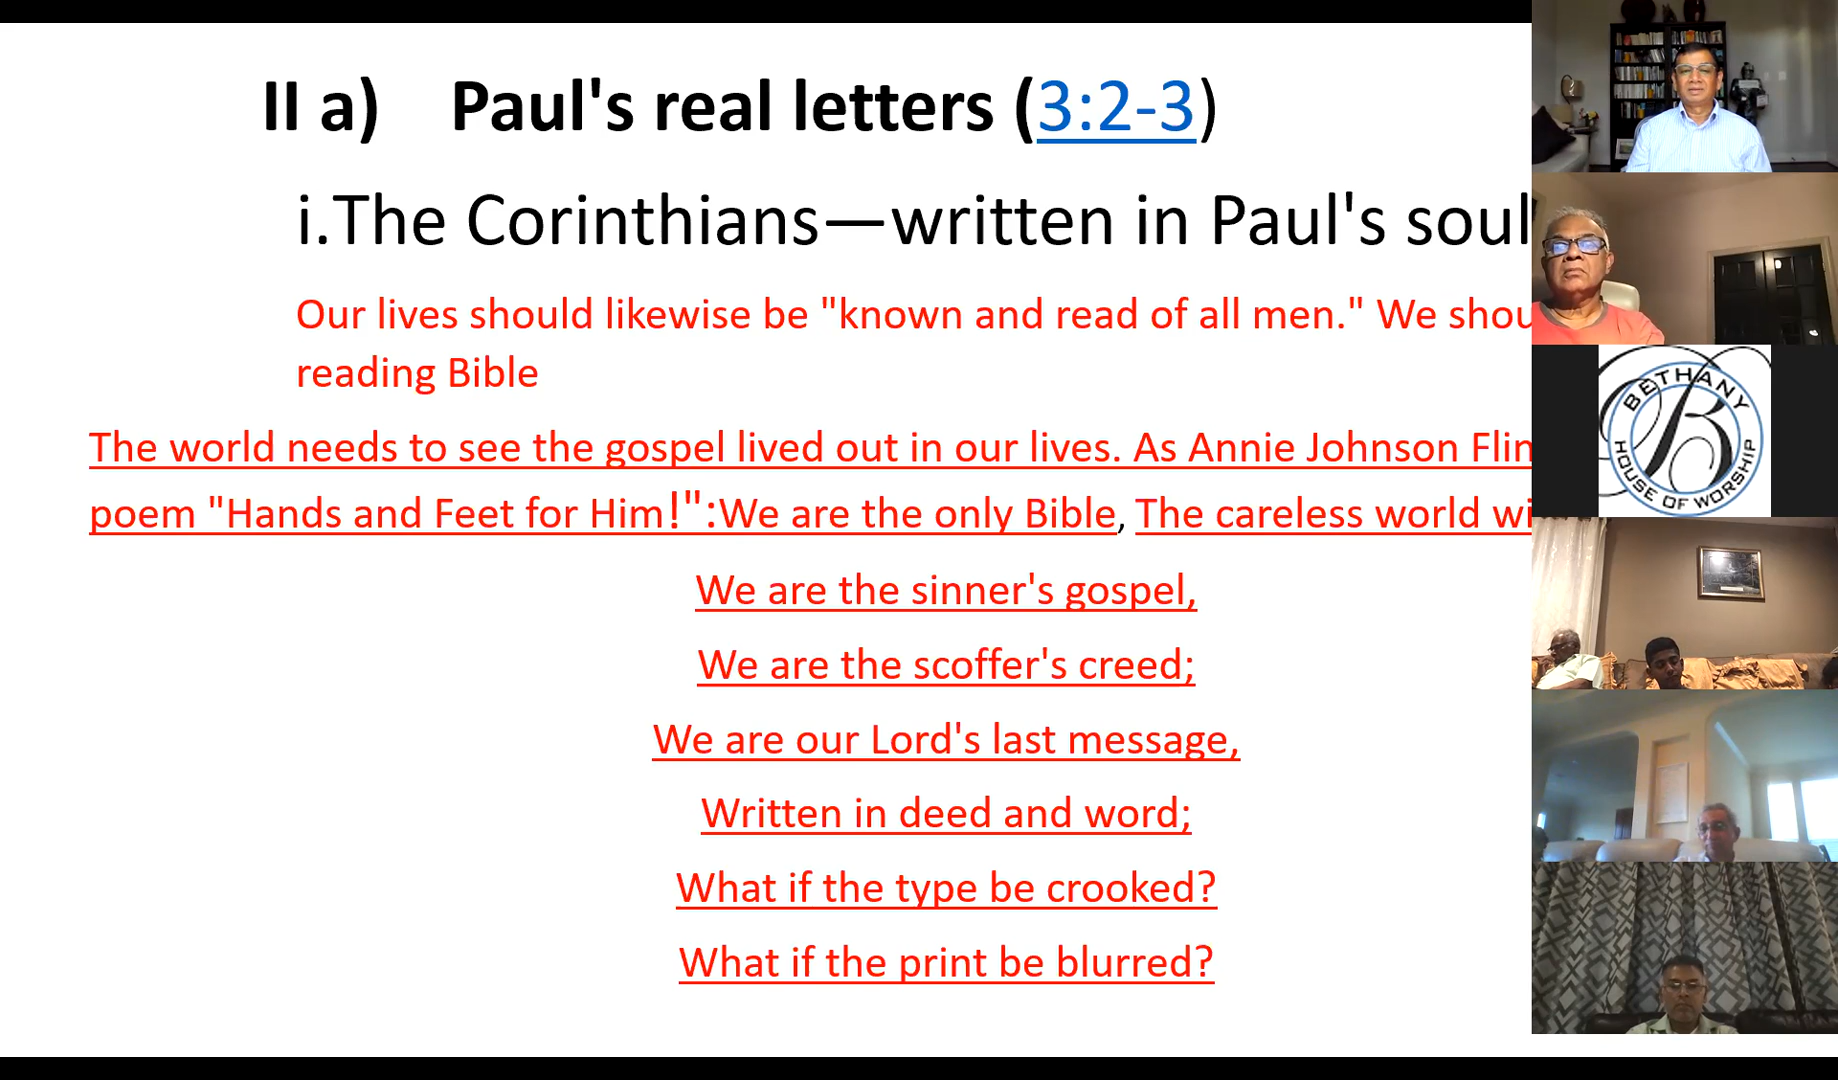 II a) Paul's real letters (3:2-3)
i.The Corinthians—written in Paul's soul
Our lives should likewise be "known and read of all men." We shou
reading Bible
The world needs to see the gospel lived out in our lives. As Annie Johnson Flin
poem "Hands and Feet for Him!":We are the only Bible, The careless world wi
We are the sinner's gospel,
We are the scoffer's creed;
We are our Lord's last message,
Written in deed and word;
What if the type be crooked?
What if the print be blurred?
BETHANY
B
HOUSE OF WORSHIP